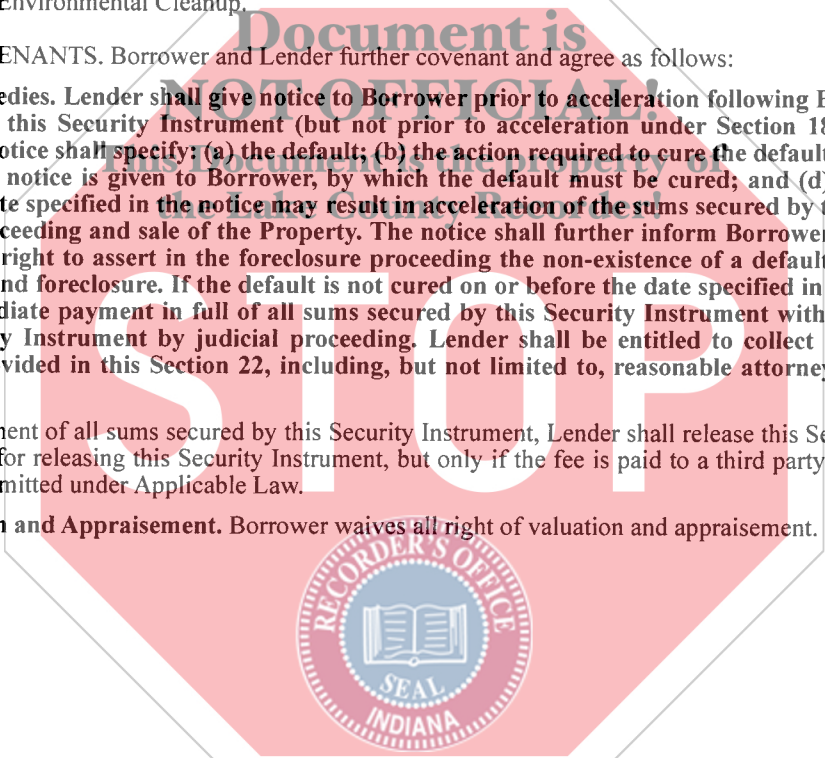 Environmental Cleanup.
Document is
ENANTS. Borrower and Lender further covenant and agree as follows:
NOT OFFICIAL!
edies. Lender shall give notice to Borrower prior to acceleration following B
this Security Instrument (but not prior to acceleration under Section 18
otice shall specify: (a) the default; (b) the action required to cure the default
This Document is the property of
notice is given to Borrower, by which the default must be cured; and (d)
te specified in the notice may result in acceleration of the sums secured by t
the Lake County Recorder!
ceeding and sale of the Property. The notice shall further inform Borrower
right to assert in the foreclosure proceeding the non-existence of a default
nd foreclosure. If the default is not cured on or before the date specified in
diate payment in full of all sums secured by this Security Instrument with
y Instrument by judicial proceeding. Lender shall be entitled to collect
vided in this Section 22, including, but not limited to, reasonable attorney
STOP
nent of all sums secured by this Security Instrument, Lender shall release this Se
for releasing this Security Instrument, but only if the fee is paid to a third party
mitted under Applicable Law.
n and Appraisement. Borrower waives all right of valuation and appraisement.
RECORDER'S OFFICE
SEAL
INDIANA